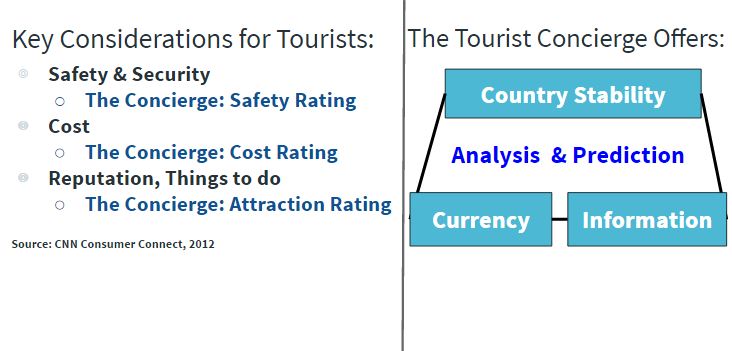 Key Considerations for Tourists:
Safety & Security
The Concierge: Safety Rating
Cost
The Concierge: Cost Rating
Reputation, Things to do
The Concierge: Attraction Rating
Source: CNN Consumer Connect, 2012
The Tourist Concierge Offers:
Country Stability
Analysis & Prediction
Currency
Information